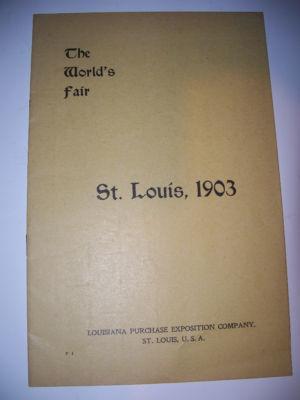 The
World's
Fair
St. Louis, 1903
LOUISIANA PURCHASE EXPOSITION COMPANY,
ST. LOUIS, U. S. A.